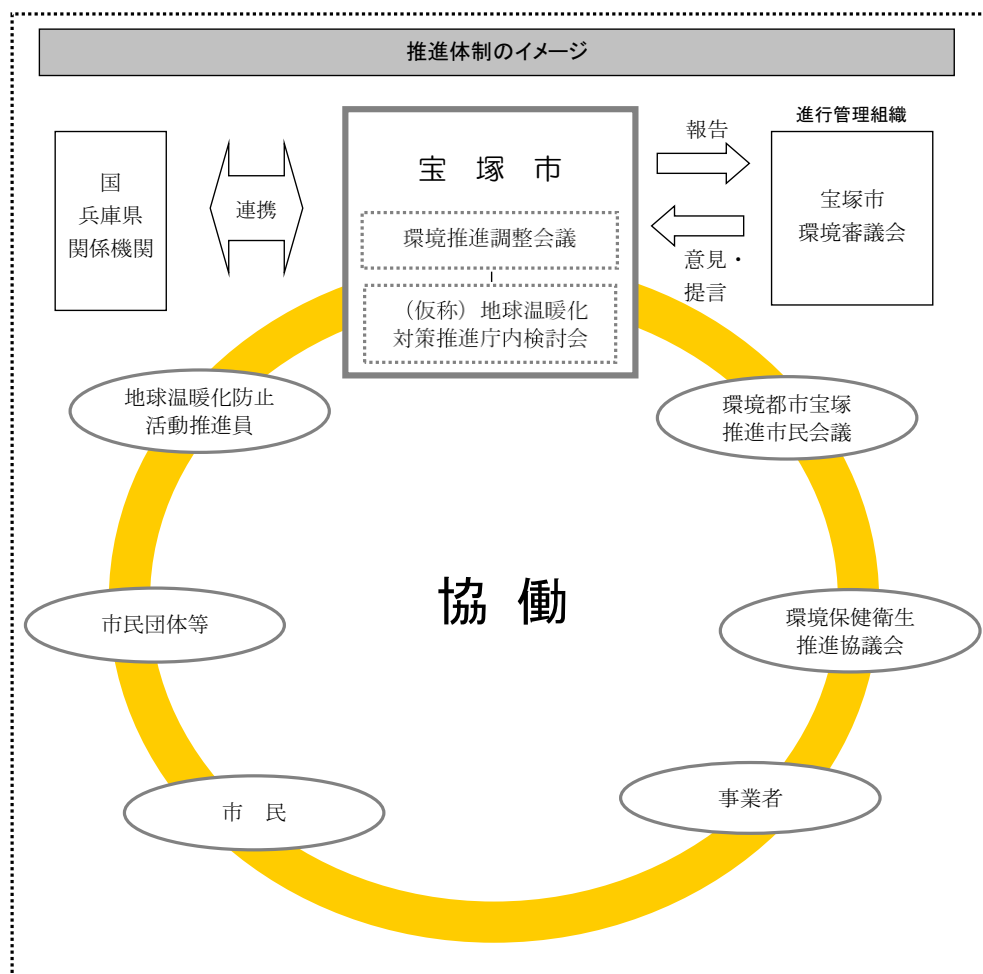 推進体制のイメージ
国
兵庫県
関係機関
連携
宝 塚 市
環境推進調整会議
（仮称）地球温暖化
対策推進庁内検討会
報告
意見・
提言
進行管理組織
宝塚市
環境審議会
地球温暖化防止
活動推進員
環境都市宝塚
推進市民会議
協 働
市民団体等
環境保健衛生
推進協議会
市 民
事業者